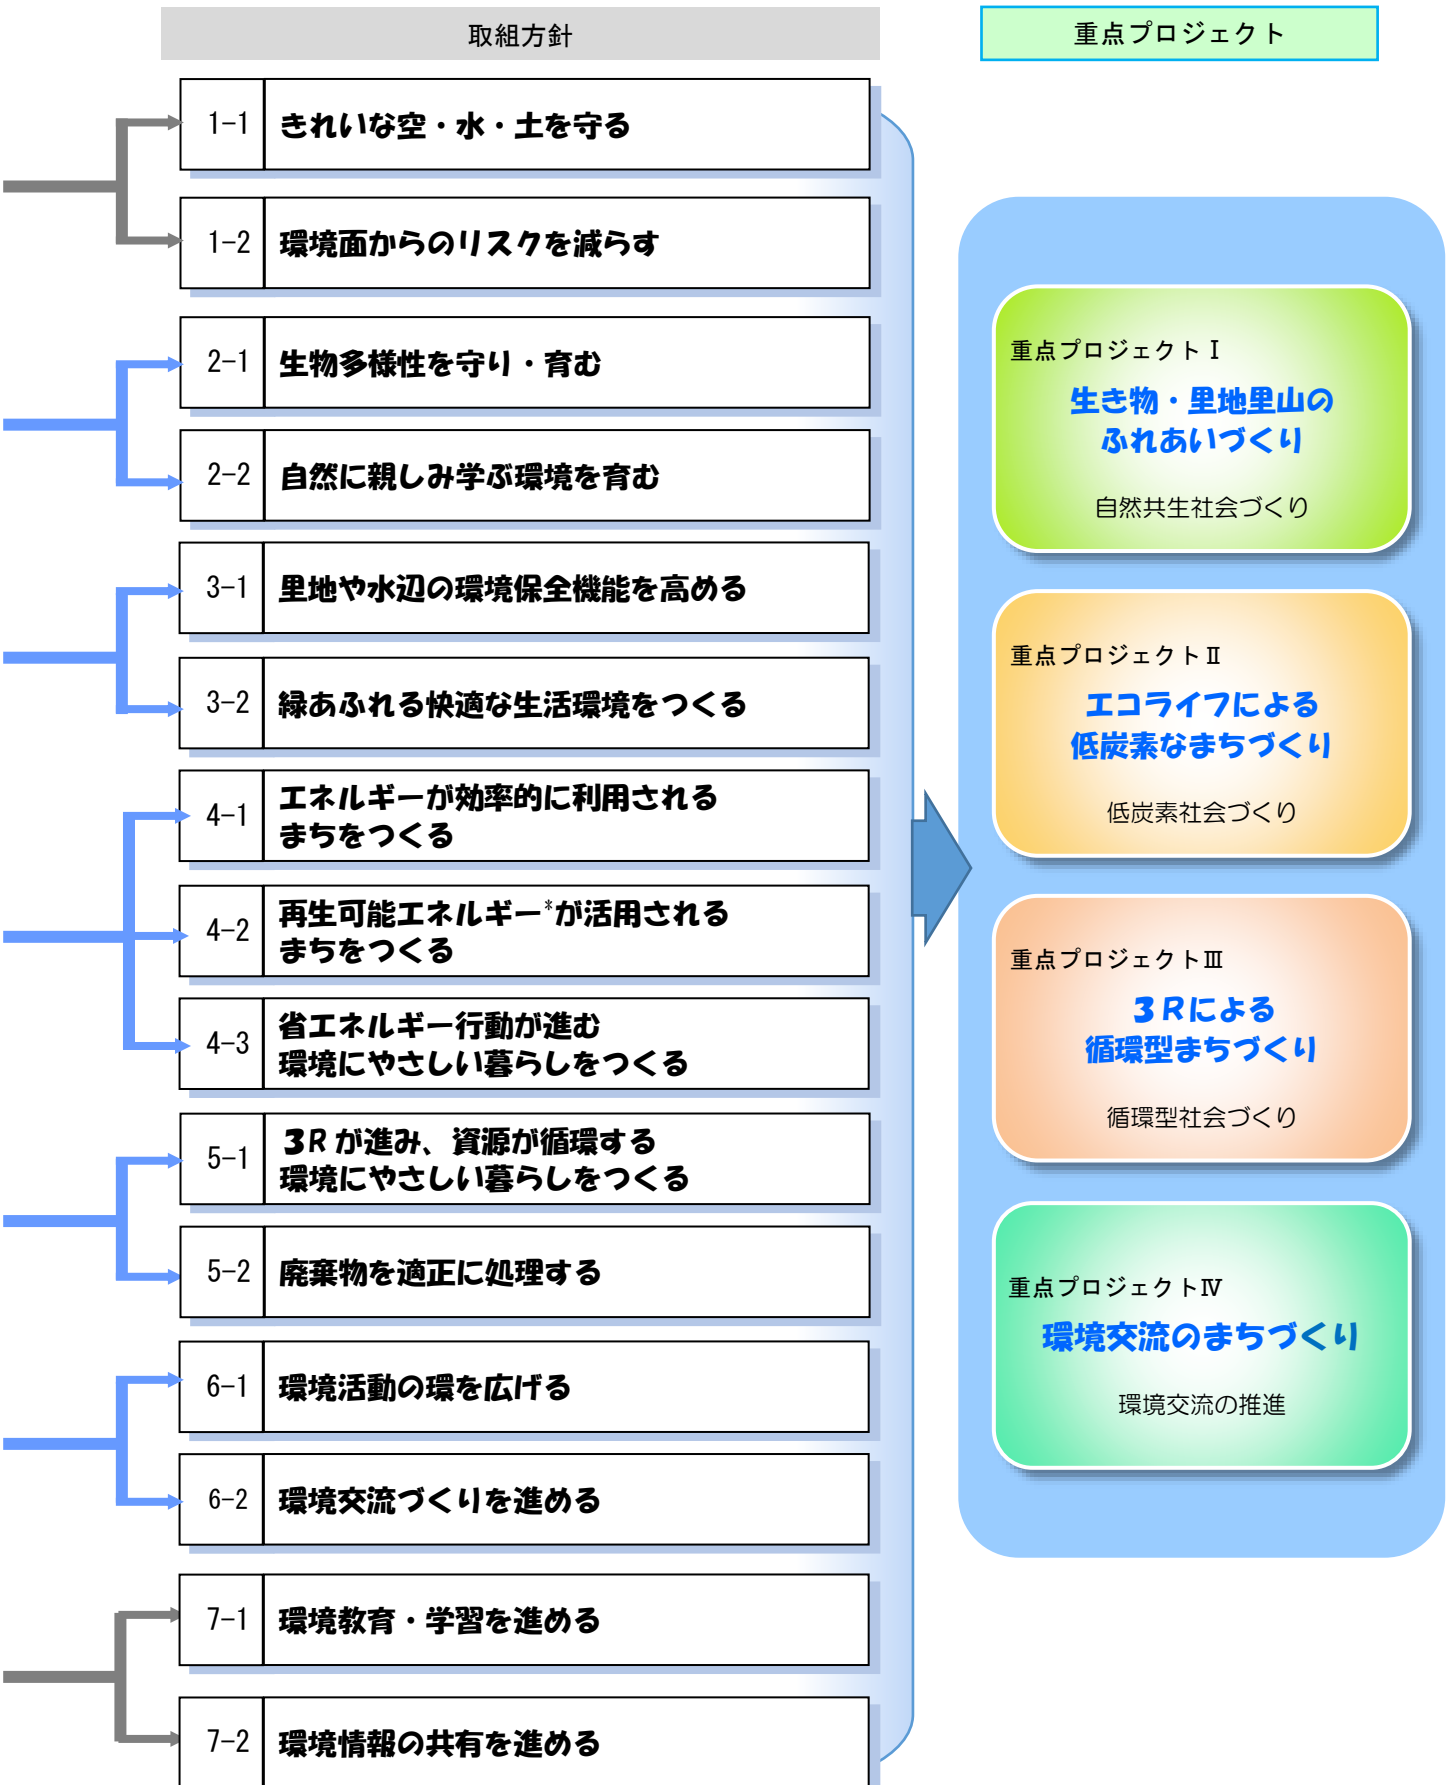 取組方針
重点プロジェクト
1-1 きれいな空・水・土を守る
1-2 環境面からのリスクを減らす
2-1 生物多様性を守り・育む
2-2 自然に親しみ学ぶ環境を育む
3-1 里地や水辺の環境保全機能を高める
3-2 緑あふれる快適な生活環境をつくる
4-1 エネルギーが効率的に利用される
まちをつくる
4-2 再生可能エネルギー*が活用される
まちをつくる
4-3 省エネルギー行動が進む
環境にやさしい暮らしをつくる
5-1 3Rが進み、資源が循環する
環境にやさしい暮らしをつくる
5-2 廃棄物を適正に処理する
6-1 環境活動の環を広げる
6-2 環境交流づくりを進める
7-1 環境教育・学習を進める
7-2 環境情報の共有を進める
重点プロジェクトⅠ
生き物・里地里山の
ふれあいづくり
自然共生社会づくり
重点プロジェクトⅡ
エコライフによる
低炭素なまちづくり
低炭素社会づくり
重点プロジェクトⅢ
3Rによる
循環型まちづくり
循環型社会づくり
重点プロジェクトⅣ
環境交流のまちづくり
環境交流の推進